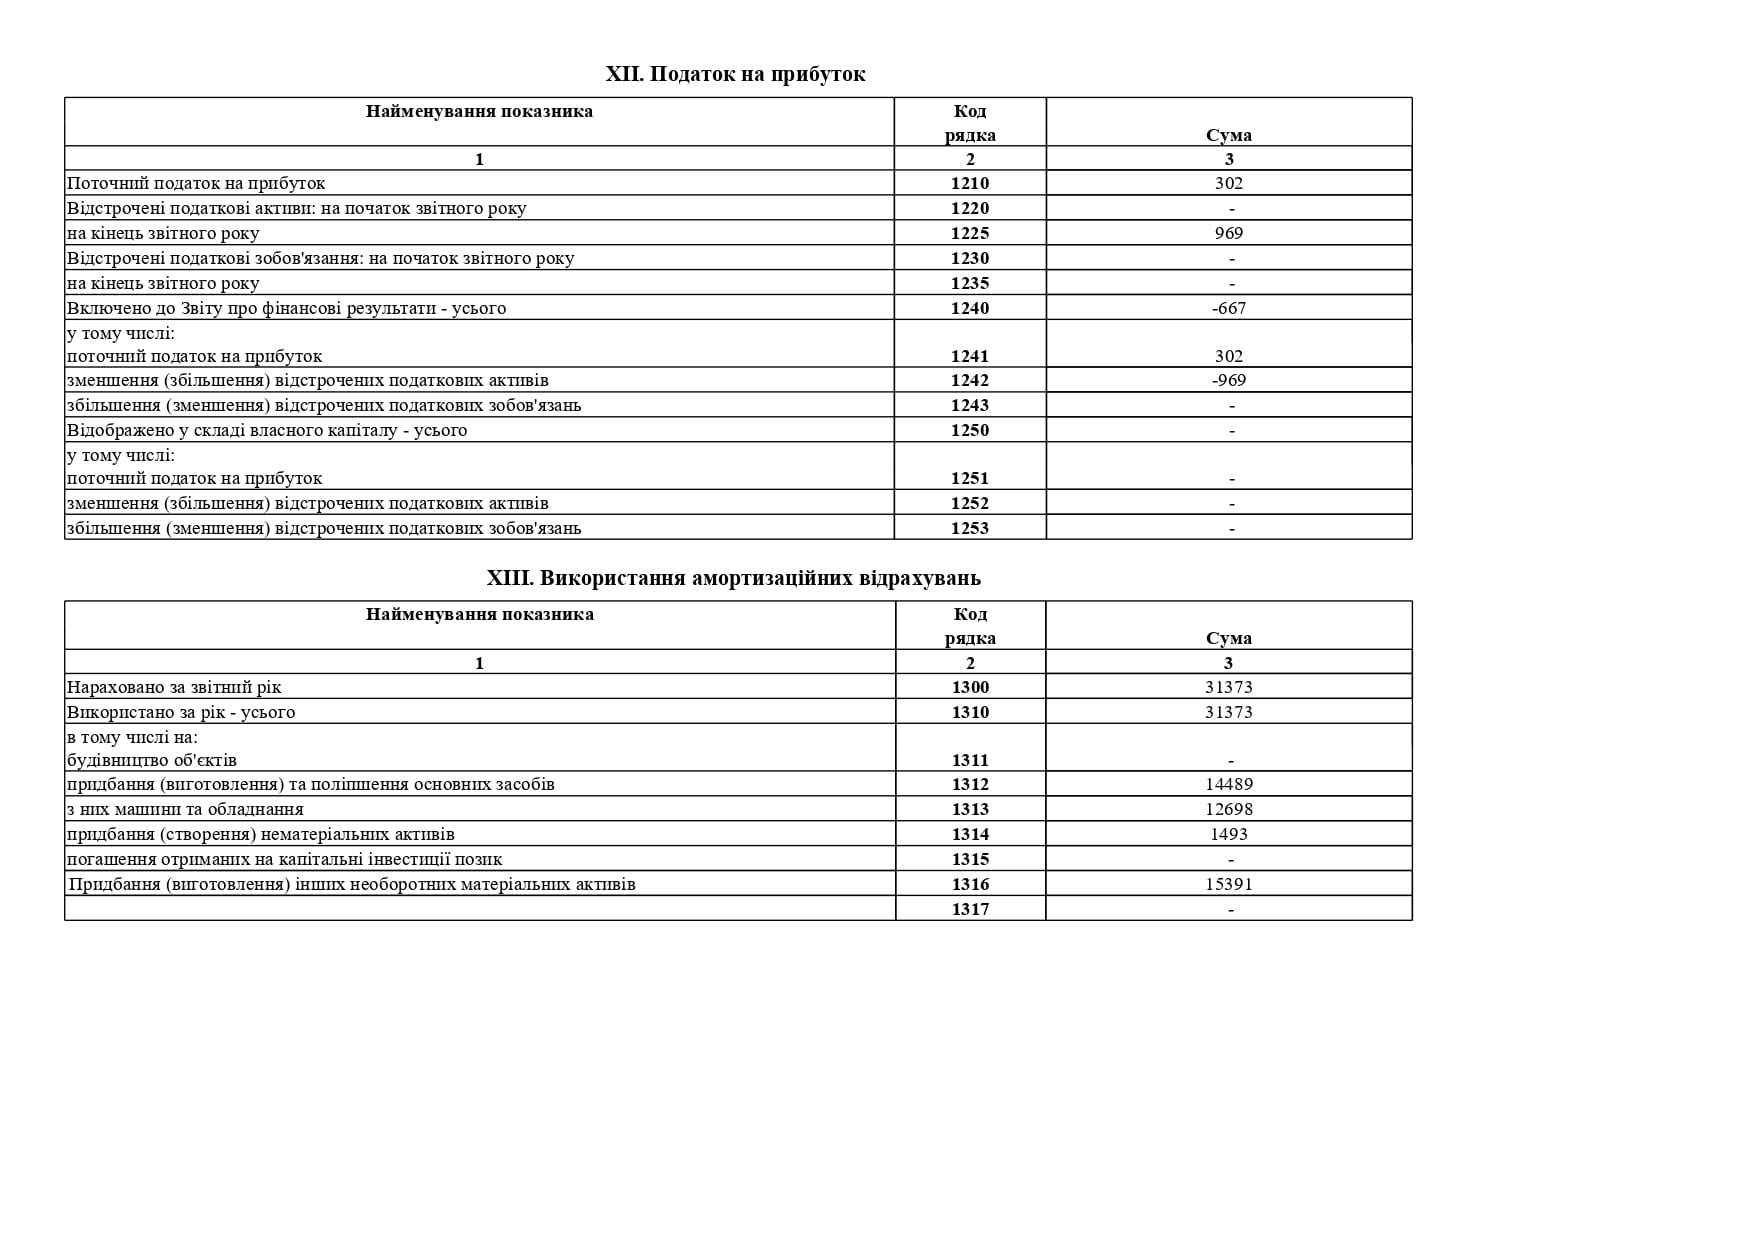 XII. Податок на прибуток
Найменування показника Код рядка Сума
1 2 3
Поточний податок на прибуток 1210 302
Відстрочені податкові активи: на початок звітного року 1220 -
на кінець звітного року 1225 969
Відстрочені податкові зобов'язання: на початок звітного року 1230 -
на кінець звітного року 1235 -
Включено до Звіту про фінансові результати - усього 1240 -667
у тому числі:
поточний податок на прибуток 1241 302
зменшення (збільшення) відстрочених податкових активів 1242 -969
збільшення (зменшення) відстрочених податкових зобов'язань 1243 -
Відображено у складі власного капіталу - усього 1250 -
у тому числі:
поточний податок на прибуток 1251 -
зменшення (збільшення) відстрочених податкових активів 1252 -
збільшення (зменшення) відстрочених податкових зобов'язань 1253 -
XIII. Використання амортизаційних відрахувань
Найменування показника Код рядка Сума
1 2 3
Нараховано за звітний рік 1300 31373
Використано за рік - усього 1310 31373
в тому числі на:
будівництво об'єктів 1311 -
придбання (виготовлення) та поліпшення основних засобів 1312 14489
з них машини та обладнання 1313 12698
придбання (створення) нематеріальних активів 1314 1493
погашення отриманих на капітальні інвестиції позик 1315 -
Придбання (виготовлення) інших необоротних матеріальних активів 1316 15391
1317 -